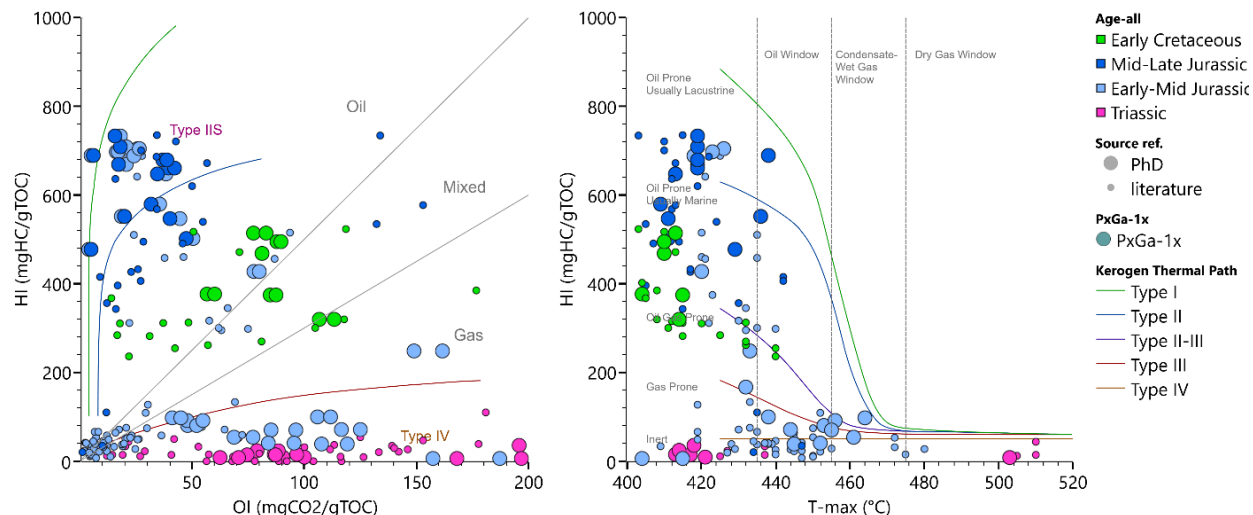 1000
800
600
400
200
0
HI (mgHC/gTOC)
50
100
150
200
OI (mgCO2/gTOC)
Type IIS
Oil
Mixed
Gas
Type IV
1000
800
600
400
200
0
HI (mgHC/gTOC)
400
420
440
460
480
500
520
T-max (°C)
Oil Window
Condensate-
Wet Gas
Window
Dry Gas Window
Oil Prone
Usually Lacustrine
Oil Prone
Usually Marine
Oil Gas Prone
Gas Prone
Inert
Age-all
Early Cretaceous
Mid-Late Jurassic
Early-Mid Jurassic
Triassic
Source ref.
PhD
literature
PxGa-1x
PxGa-1x
Kerogen Thermal Path
Type I
Type II
Type II-III
Type III
Type IV